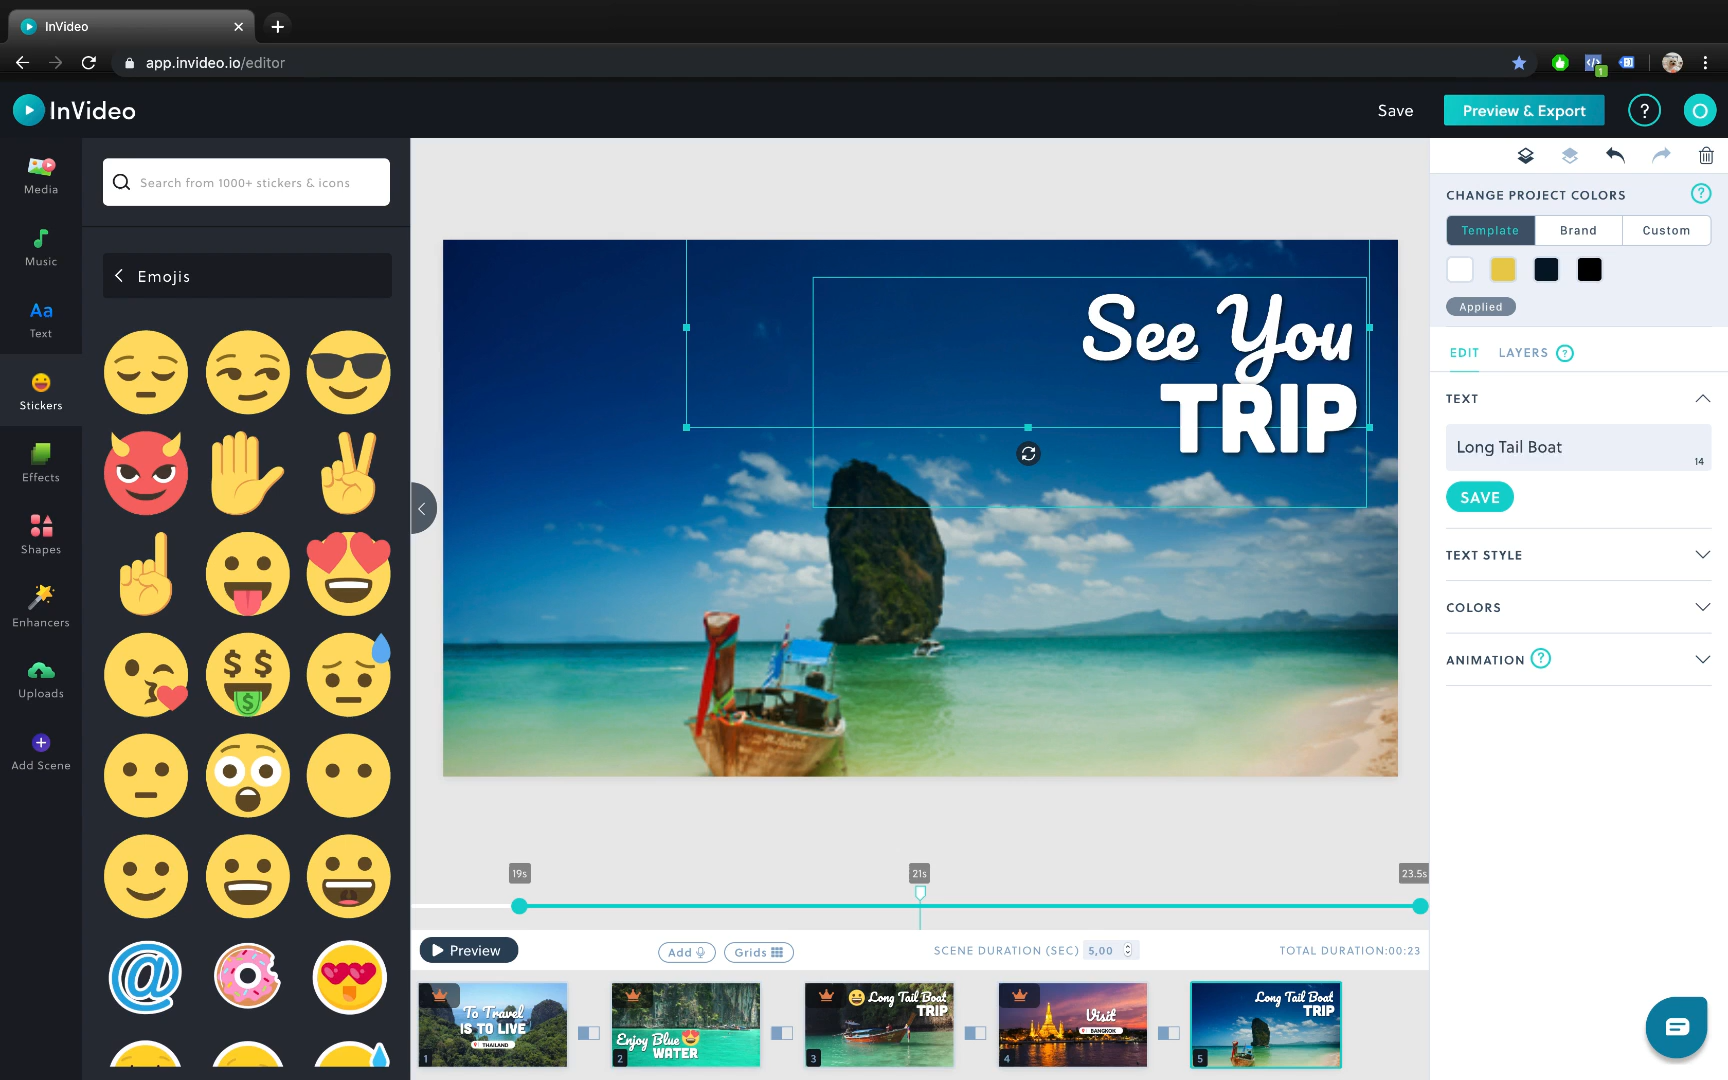 InVideo
app.invideo.io/editor
1
InVideo
Save
Preview & Export
?
Media
Music
Aa
Text
Stickers
Effects
Shapes
Enhancers
Uploads
Add Scene
Search from 1000+ stickers & icons
Emojis
See You
TRIP
CHANGE PROJECT COLORS
?
Template
Brand
Custom
Applied
EDIT
LAYERS
?
TEXT
Long Tail Boat
14
SAVE
TEXT STYLE
COLORS
ANIMATION
?
19s
21s
23.5s
Preview
Add
Grids
SCENE DURATION (SEC)
5,00
TOTAL DURATION:00:23
To Travel
IS TO LIVE
THAILAND
1
Enjoy Blue
WATER
2
Long Tail Boat
TRIP
3
Visit
BANGKOK
4
Long Tail Boat
TRIP
5